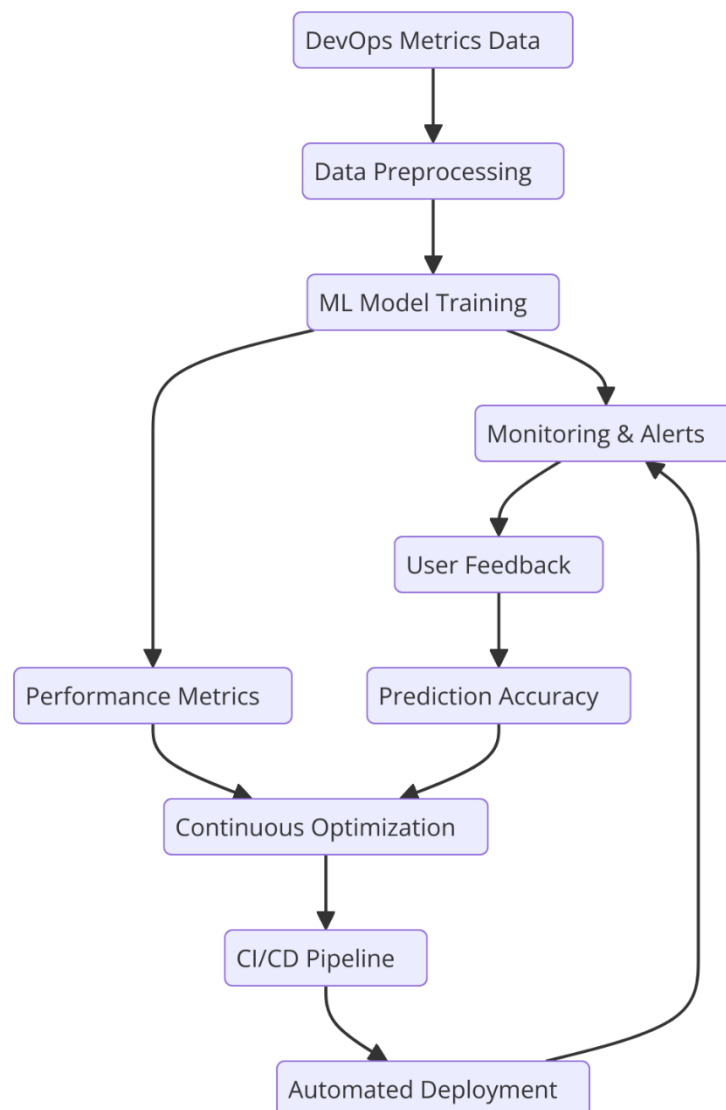 DevOps Metrics Data
Data Preprocessing
ML Model Training
Monitoring & Alerts
User Feedback
Performance Metrics
Prediction Accuracy
Continuous Optimization
CI/CD Pipeline
Automated Deployment